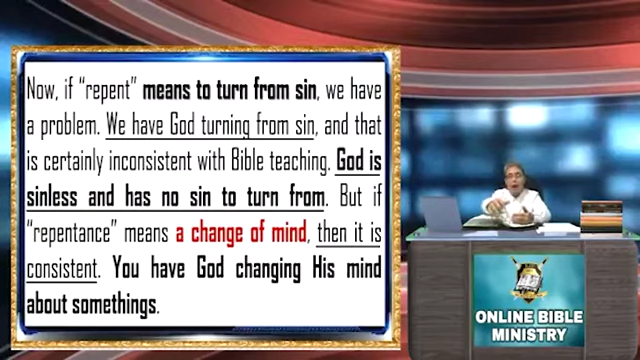 Now, if “repent” means to turn from sin, we have
a problem. We have God turning from sin, and that
is certainly inconsistent with Bible teaching. God is
sinless and has no sin to turn from. But if
“repentance” means a change of mind, then it is
consistent. You have God changing His mind
about somethings.
ONLINE BIBLE
MINISTRY